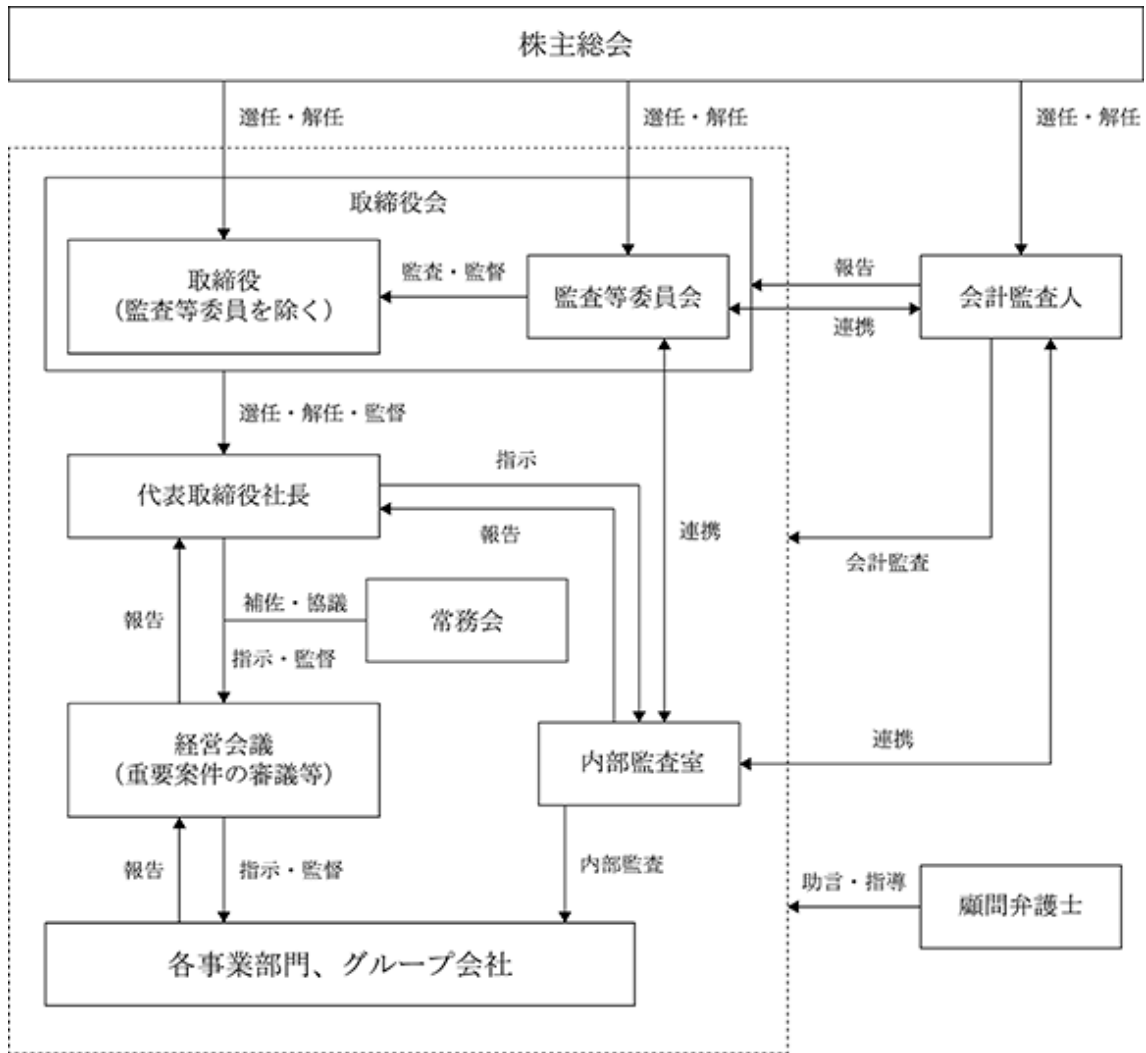 株主総会
選任・解任
選任・解任
選任・解任
取締役会
取締役
（監査等委員を除く）
監査・監督
監査等委員会
報告
連携
会計監査人
選任・解任・監督
代表取締役社長
指示
報告
連携
会計監査
報告
補佐・協議
常務会
指示・監督
経営会議
（重要案件の審議等）
内部監査室
連携
報告
指示・監督
内部監査
助言・指導
顧問弁護士
各事業部門、グループ会社